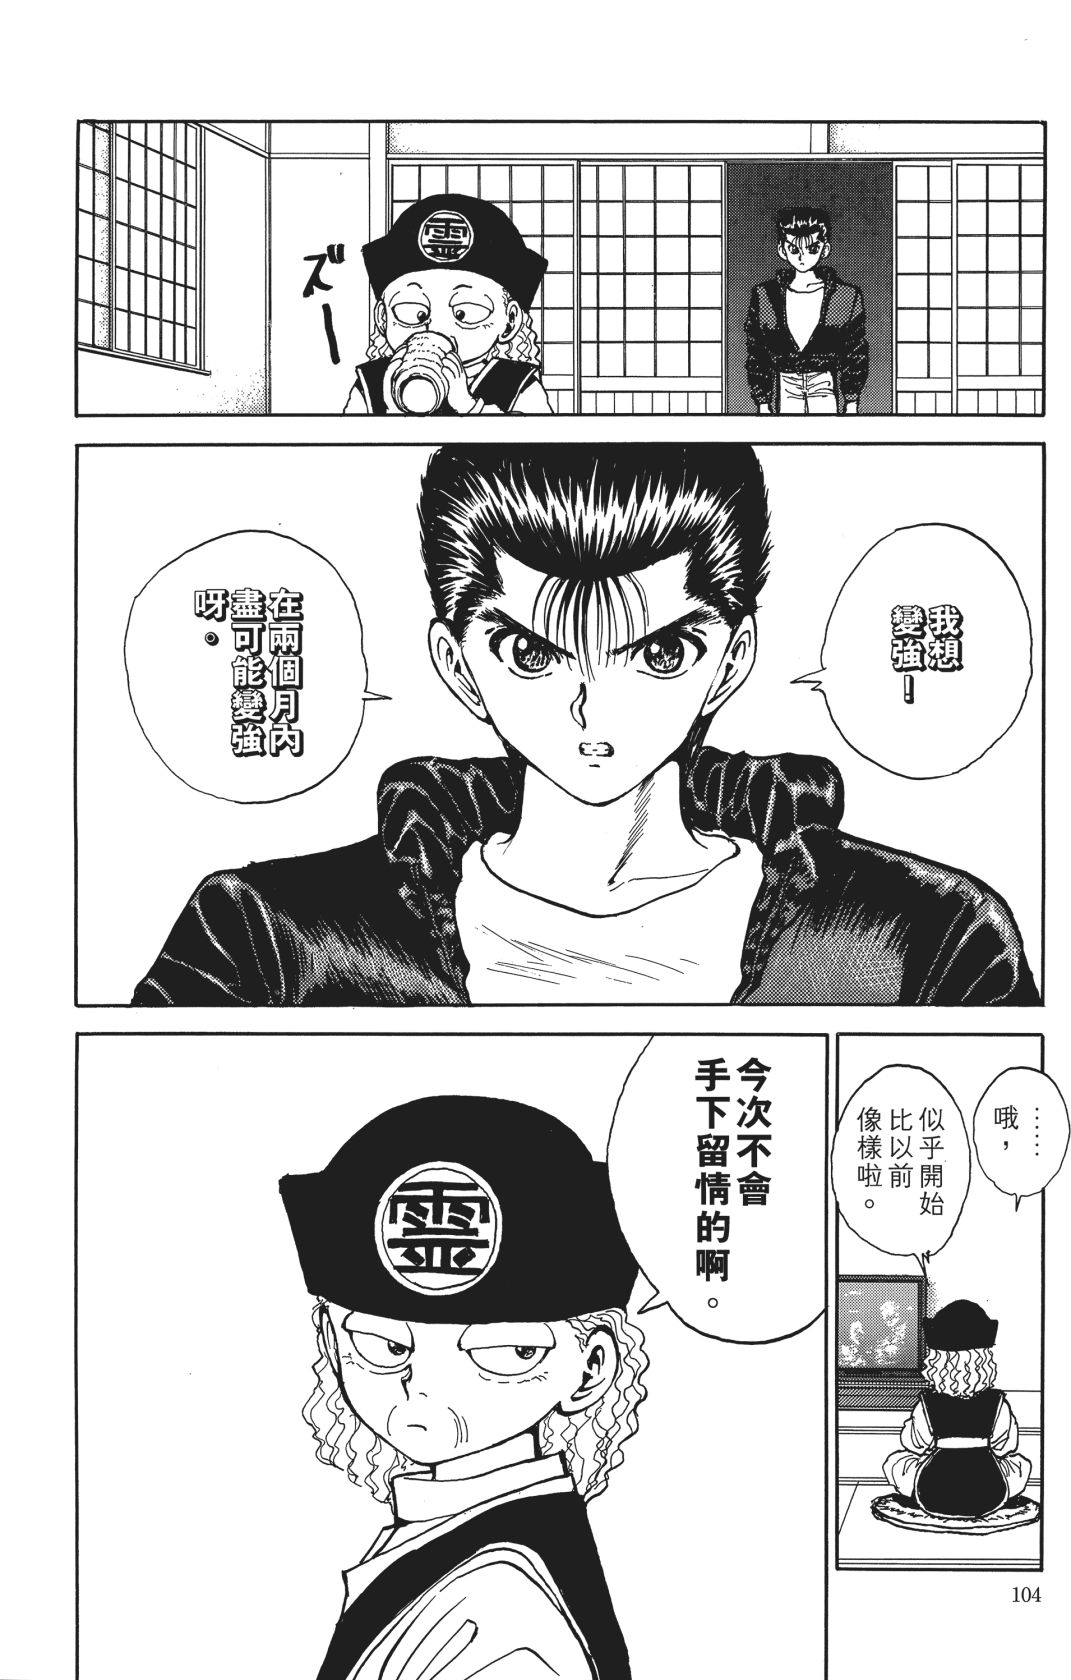 靈
ズー
我想
變強！
在兩個月內
盡可能變強
呀。
……
哦，
似乎開始
比以前
像樣啦。
今次不會
手下留情的啊。
靈
104